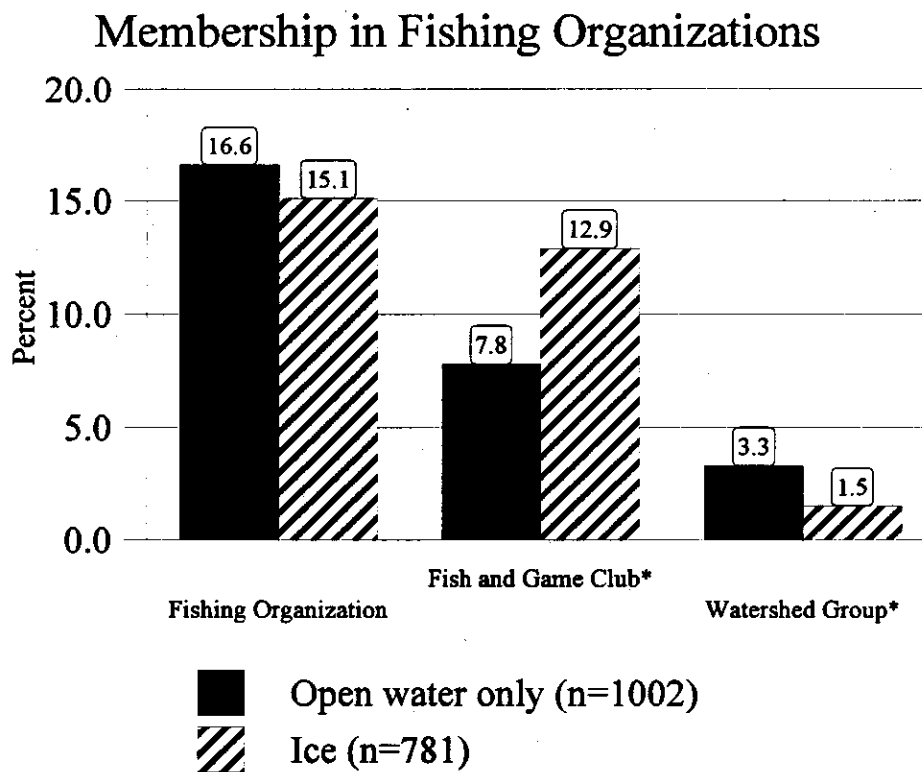 Membership in Fishing Organizations
20.0
15.0
10.0
5.0
0.0
Percent
16.6
15.1
7.8
12.9
3.3
1.5
Fishing Organization
Fish and Game Club*
Watershed Group*
Open water only (n=1002)
Ice (n=781)